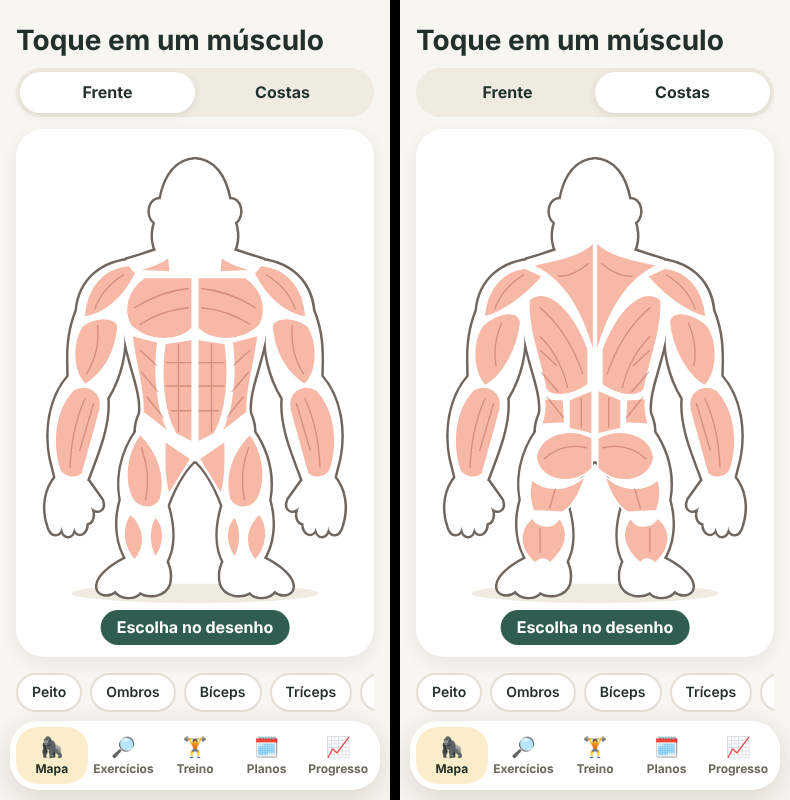 Toque em um músculo
Frente Costas
Escolha no desenho
Peito Ombros Bíceps Tríceps
Mapa Exercícios Treino Planos Progresso
Toque em um músculo
Frente Costas
Escolha no desenho
Peito Ombros Bíceps Tríceps
Mapa Exercícios Treino Planos Progresso